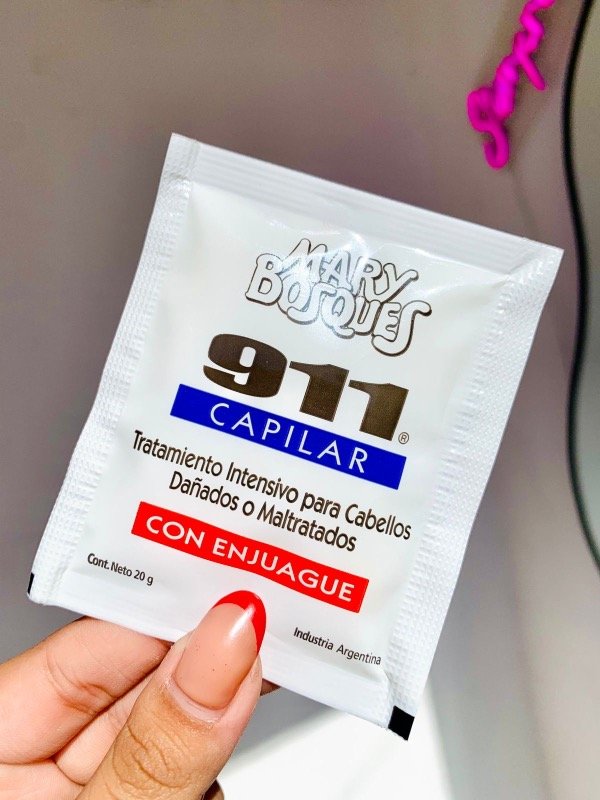 MARY
BOSQUES
911
CAPILAR ®
Tratamiento Intensivo para Cabellos
Dañados o Maltratados
CON ENJUAGUE
Cont. Neto 20 g
Industria Argentina